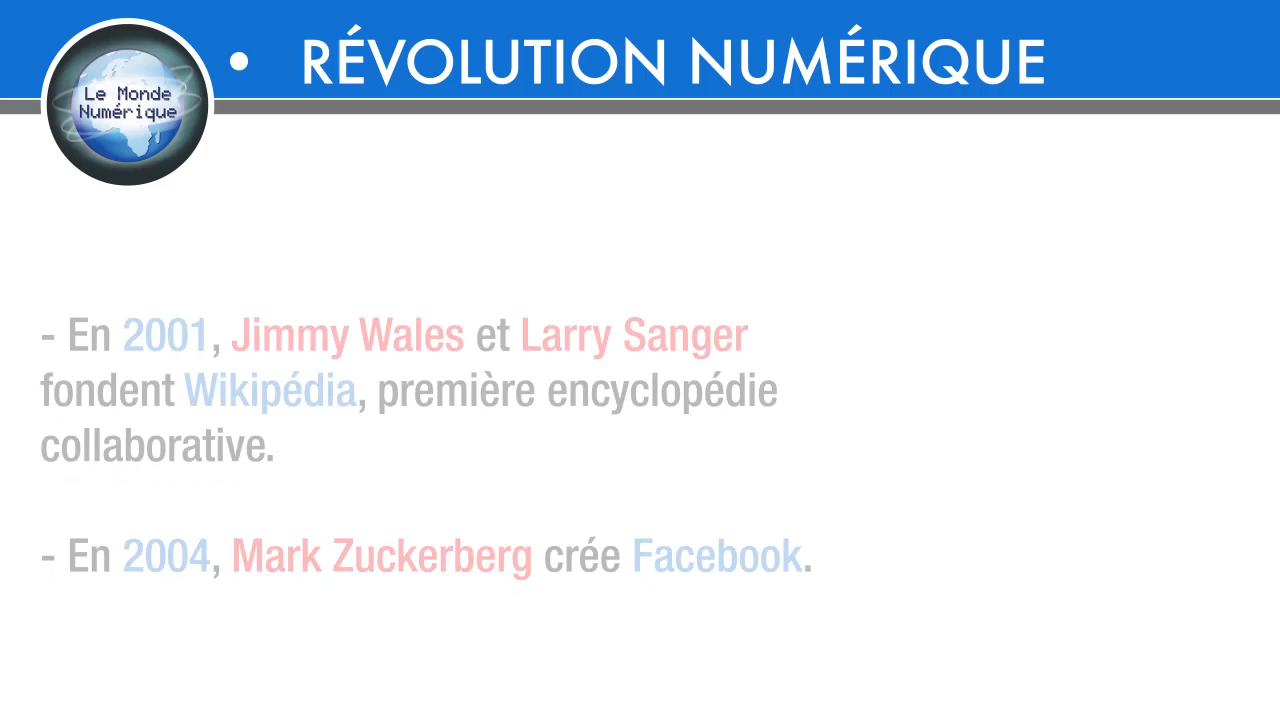 • RÉVOLUTION NUMÉRIQUE
Le Monde
Numérique
- En 2001, Jimmy Wales et Larry Sanger
fondent Wikipédia, première encyclopédie
collaborative.
- En 2004, Mark Zuckerberg crée Facebook.